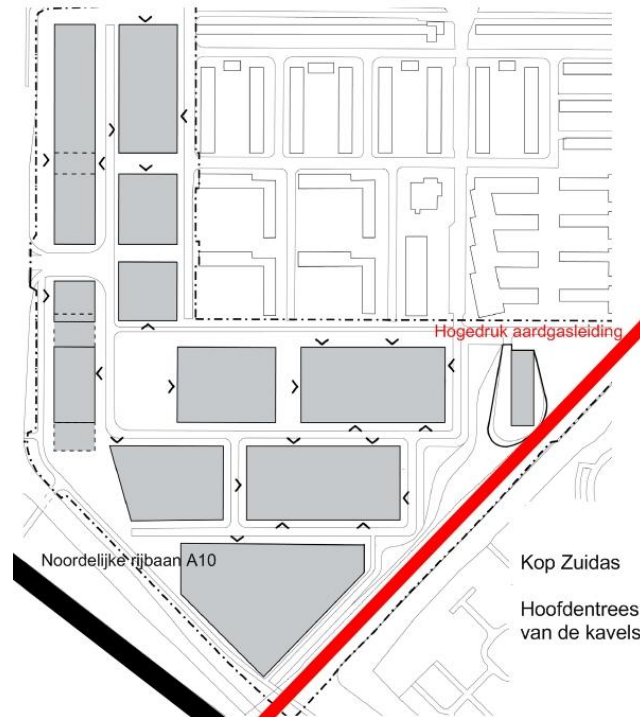 Hogedruk aardgasleiding
Noordelijke rijbaan A10
Kop Zuidas
Hoofdentrees
van de kavels